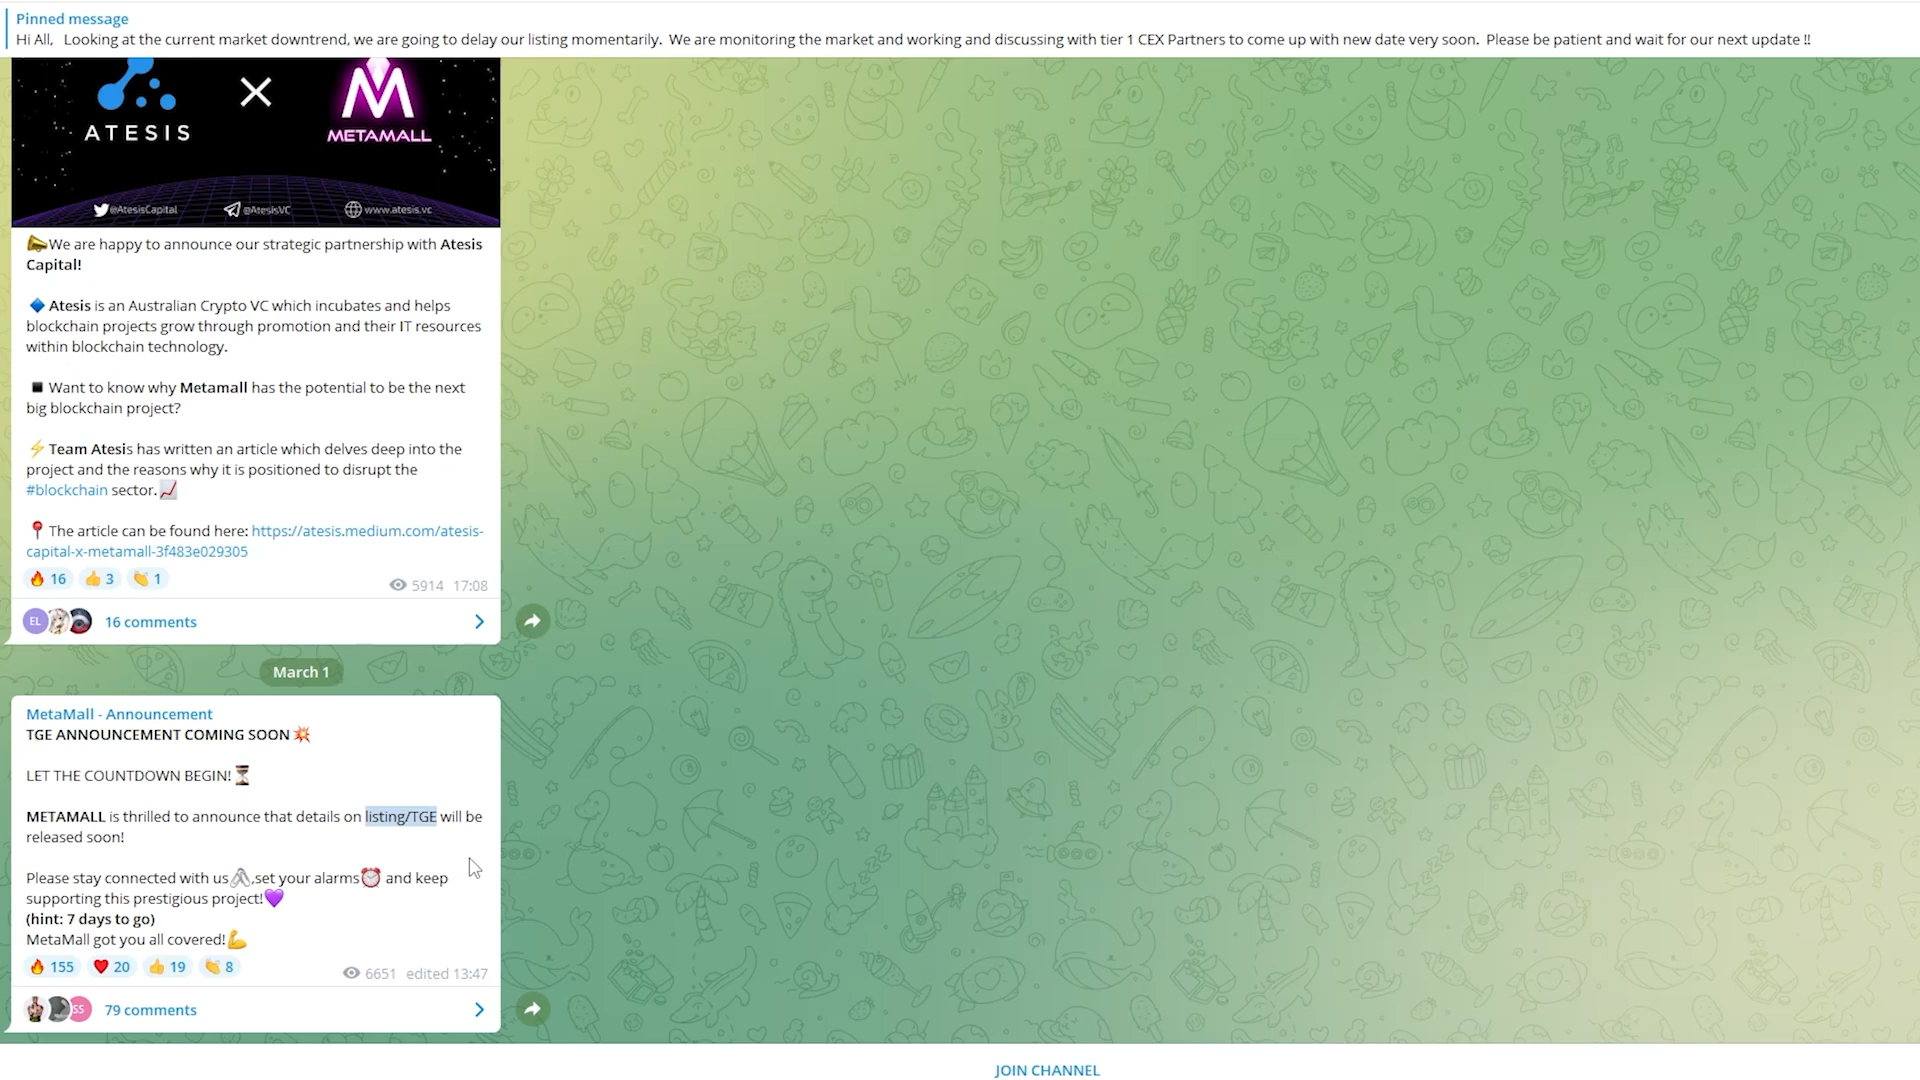 Pinned message
Hi All,   Looking at the current market downtrend, we are going to delay our listing momentarily.  We are monitoring the market and working and discussing with tier 1 CEX Partners to come up with new date very soon.  Please be patient and wait for our next update !!
ATESIS
METAMALL
@AtesisCapital
@AtesisVC
www.atesis.vc
We are happy to announce our strategic partnership with Atesis
Capital!
Atesis is an Australian Crypto VC which incubates and helps
blockchain projects grow through promotion and their IT resources
within blockchain technology.
Want to know why Metamall has the potential to be the next
big blockchain project?
Team Atesis has written an article which delves deep into the
project and the reasons why it is positioned to disrupt the
#blockchain sector.
The article can be found here: https://atesis.medium.com/atesis-
capital-x-metamall-3f483e029305
16 3 1
5914 17:08
EL
16 comments
March 1
MetaMall - Announcement
TGE ANNOUNCEMENT COMING SOON
LET THE COUNTDOWN BEGIN!
METAMALL is thrilled to announce that details on listing/TGE will be
released soon!
Please stay connected with us ,set your alarms and keep
supporting this prestigious project!
(hint: 7 days to go)
MetaMall got you all covered!
155 20 19 8
6651 edited 13:47
SS
79 comments
JOIN CHANNEL